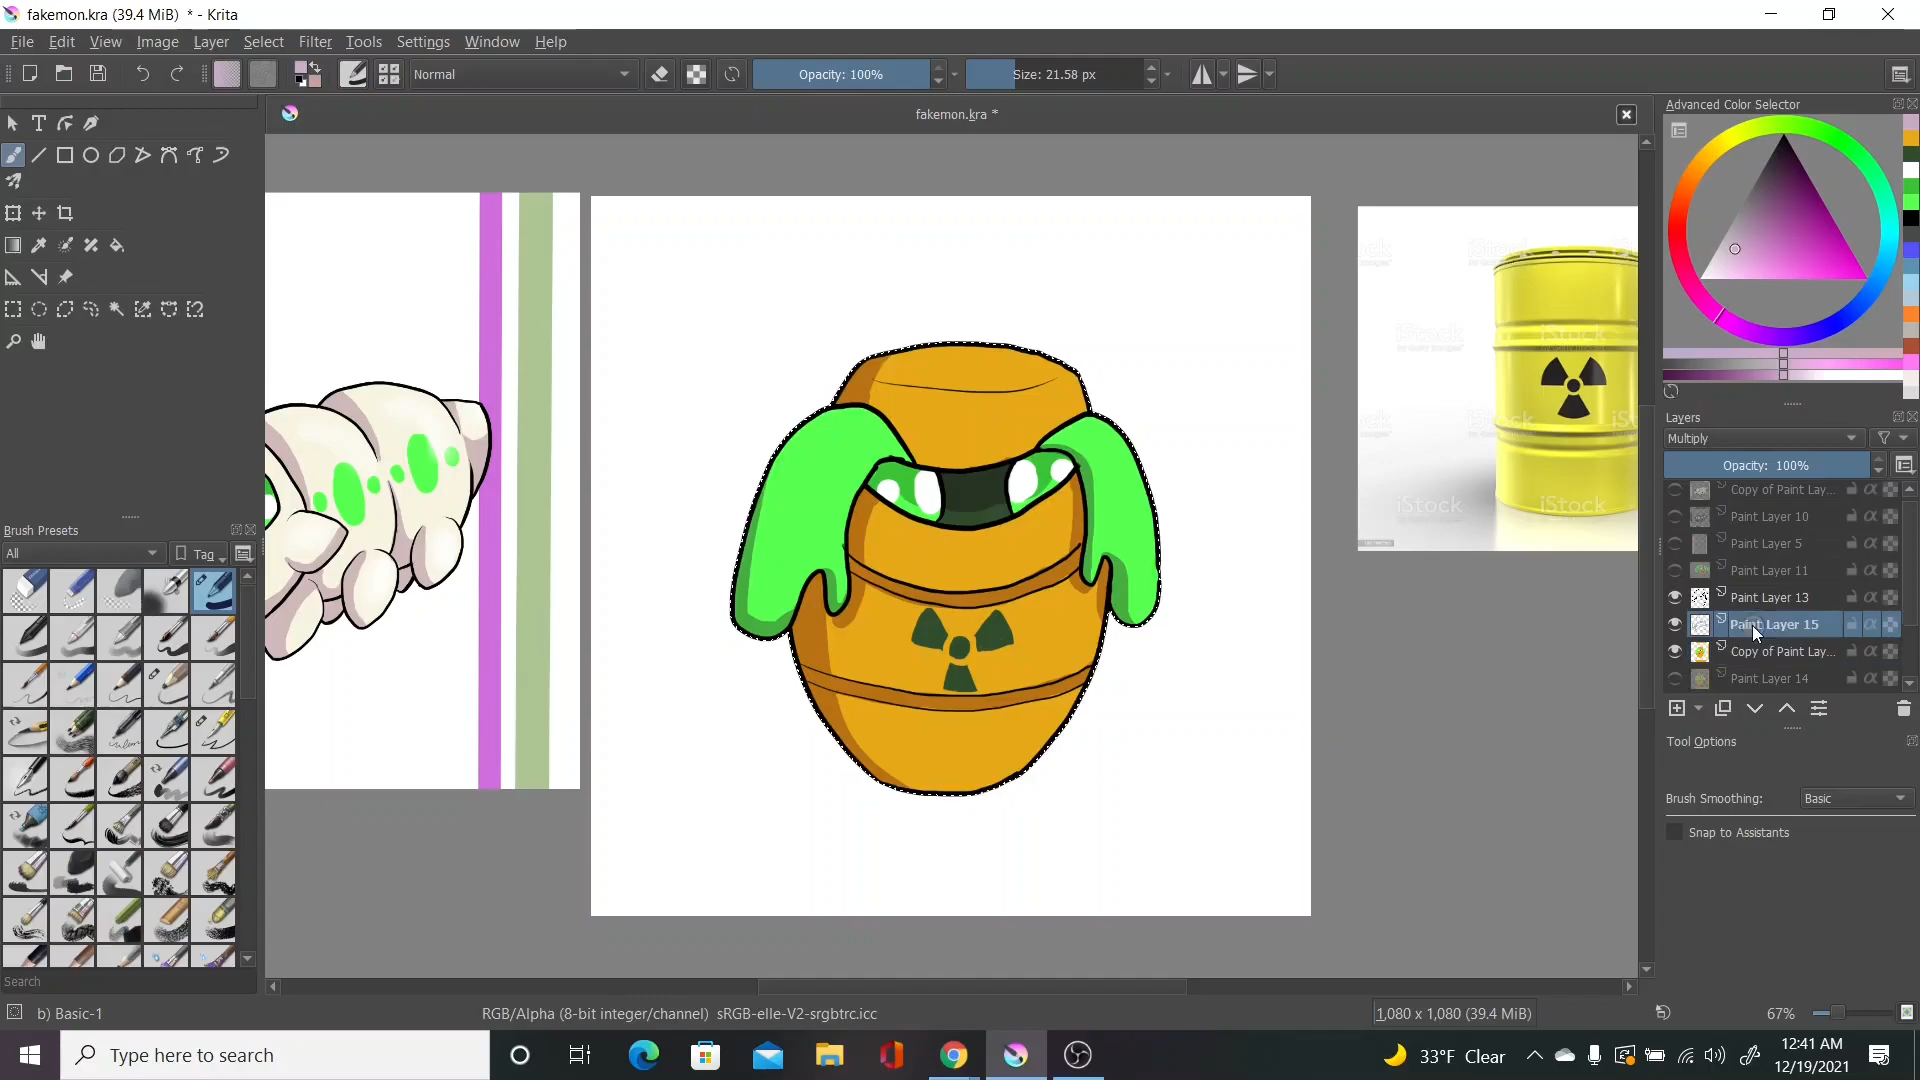 fakemon.kra (39.4 MiB) * - Krita
File Edit View Image Layer Select Filter Tools Settings Window Help
Normal Opacity: 100% Size: 21.58 px
fakemon.kra *
Advanced Color Selector
iStock
by Getty Images
iStock
iStock
iStock
iStock
Layers
Multiply
Opacity: 100%
Copy of Paint Lay...
Paint Layer 10
Paint Layer 5
Paint Layer 11
Paint Layer 13
Paint Layer 15
Copy of Paint Lay...
Paint Layer 14
Brush Presets
All Tag
Tool Options
Brush Smoothing: Basic
Snap to Assistants
Search
b) Basic-1 RGB/Alpha (8-bit integer/channel) sRGB-elle-V2-srgbtrc.icc 1,080 x 1,080 (39.4 MiB) 67%
Type here to search 33°F Clear 12:41 AM
12/19/2021